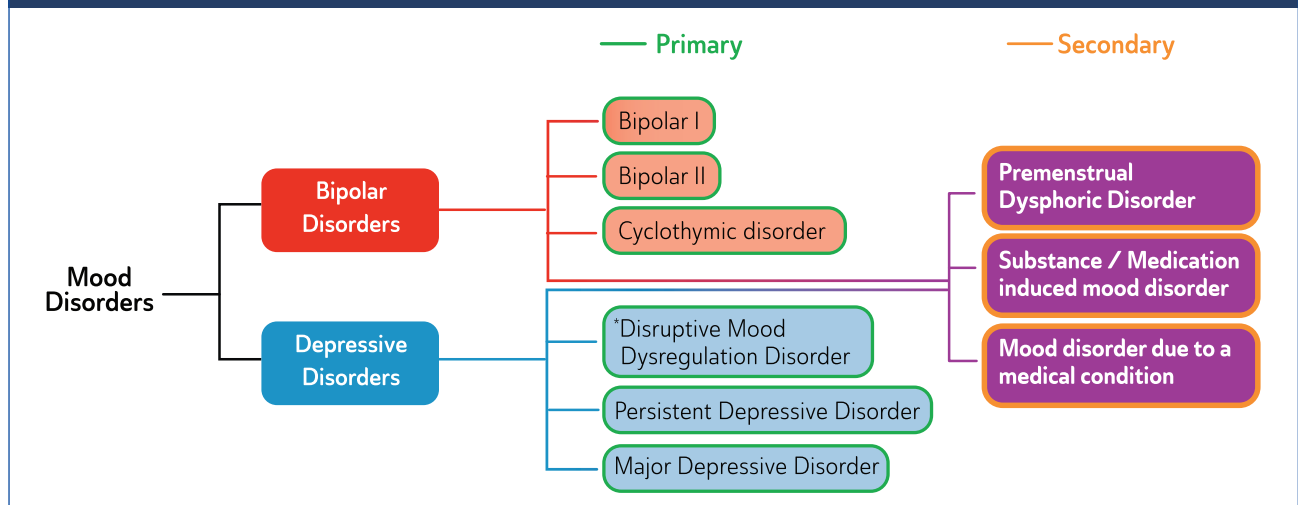 Primary
Secondary
Mood
Disorders
Bipolar
Disorders
Depressive
Disorders
Bipolar I
Bipolar II
Cyclothymic disorder
*Disruptive Mood
Dysregulation Disorder
Persistent Depressive Disorder
Major Depressive Disorder
Premenstrual
Dysphoric Disorder
Substance / Medication
induced mood disorder
Mood disorder due to a
medical condition